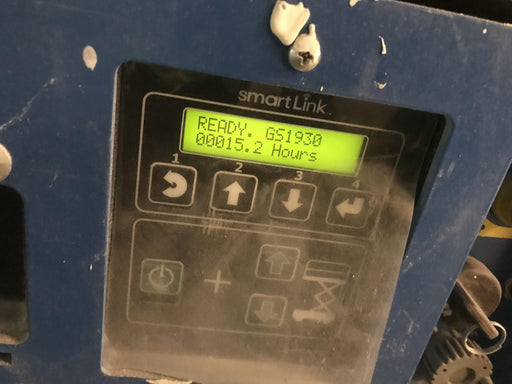 smartLink
READY. GS1930
00015.2 Hours
1 2 3 4